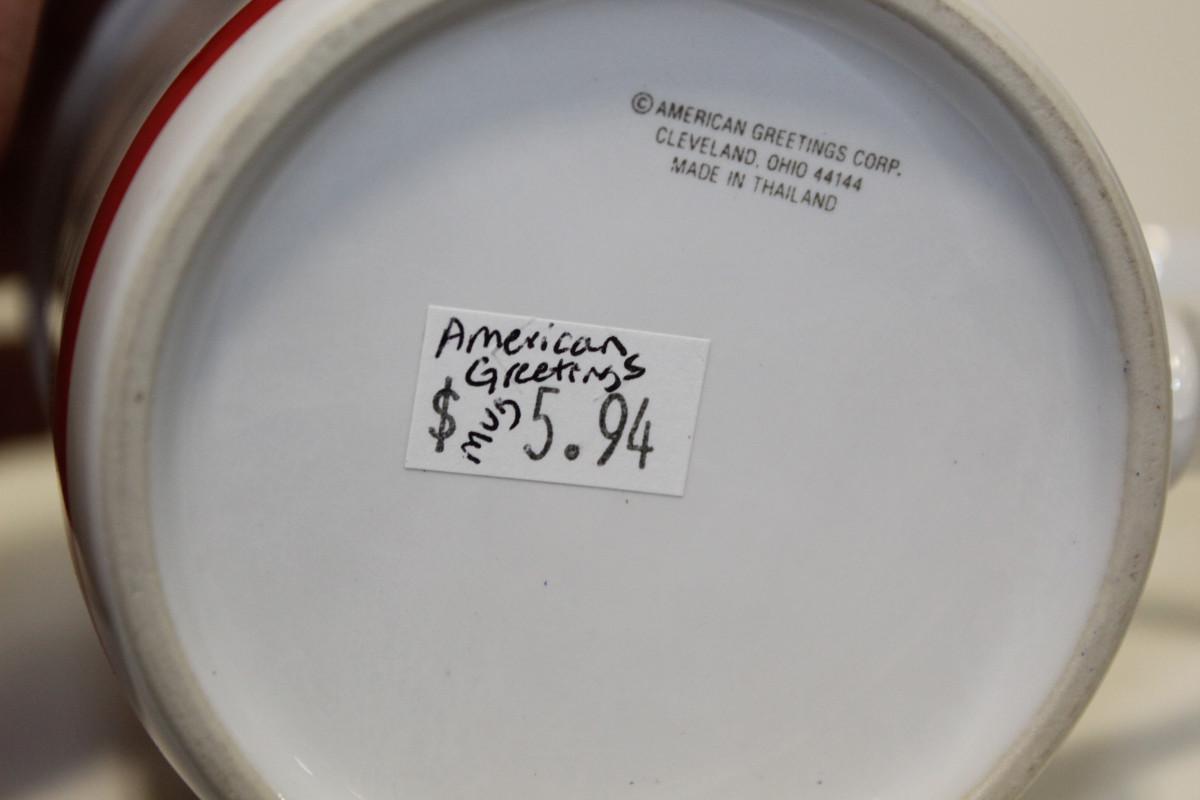 © AMERICAN GREETINGS CORP.
CLEVELAND, OHIO 44144
MADE IN THAILAND
American
Greetings
mug
$ 5.94